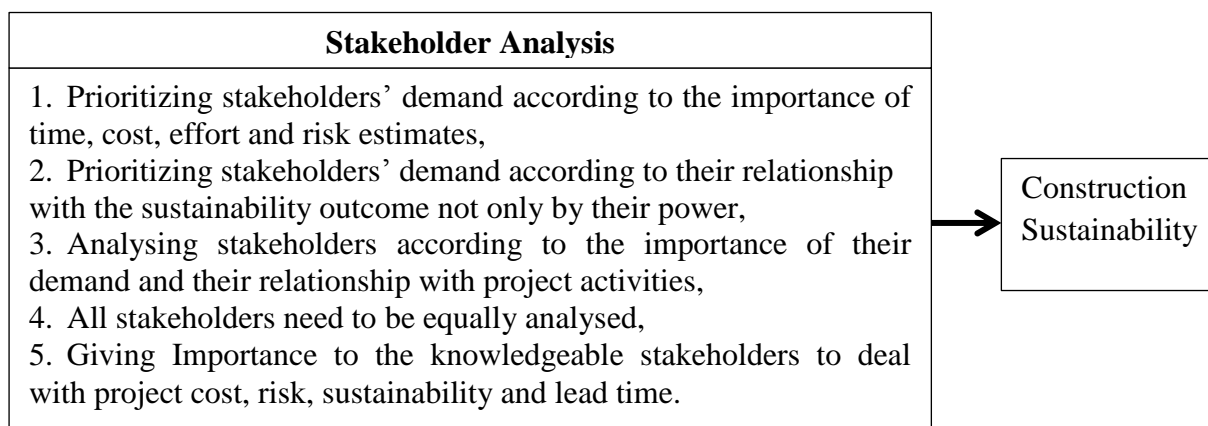 Stakeholder Analysis
1. Prioritizing stakeholders’ demand according to the importance of
time, cost, effort and risk estimates,
2. Prioritizing stakeholders’ demand according to their relationship
with the sustainability outcome not only by their power,
3. Analysing stakeholders according to the importance of their
demand and their relationship with project activities,
4. All stakeholders need to be equally analysed,
5. Giving Importance to the knowledgeable stakeholders to deal
with project cost, risk, sustainability and lead time.
Construction
Sustainability